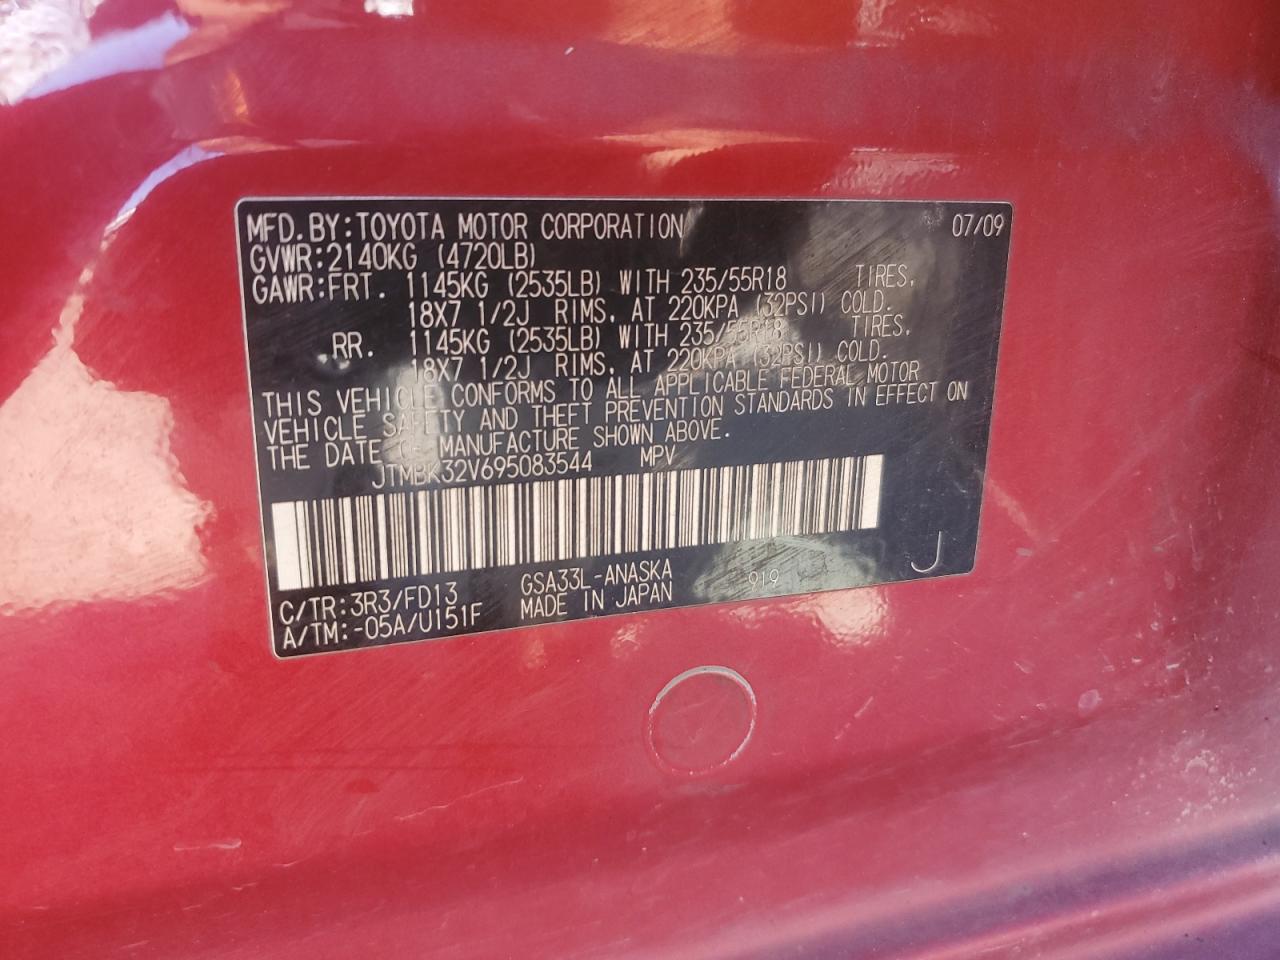 MFD. BY: TOYOTA MOTOR CORPORATION 07/09
GVWR: 2140KG (4720LB)
GAWR: FRT. 1145KG (2535LB) WITH 235/55R18 TIRES,
18X7 1/2J RIMS, AT 220KPA (32PSI) COLD.
RR. 1145KG (2535LB) WITH 235/55R18 TIRES,
18X7 1/2J RIMS, AT 220KPA (32PSI) COLD.
THIS VEHICLE CONFORMS TO ALL APPLICABLE FEDERAL MOTOR
VEHICLE SAFETY AND THEFT PREVENTION STANDARDS IN EFFECT ON
THE DATE OF MANUFACTURE SHOWN ABOVE.
JTMBK32V695083544 MPV
J
C/TR: 3R3/FD13 GSA33L-ANASKA 919
A/TM: -05A/U151F MADE IN JAPAN